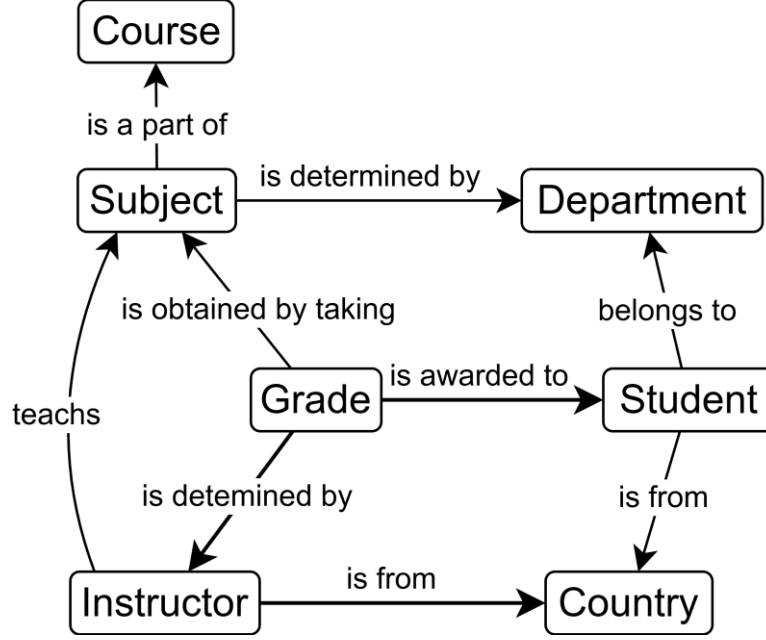 Course
is a part of
is determined by
Subject
Department
is obtained by taking
belongs to
is awarded to
Grade
Student
teachs
is detemined by
is from
is from
Instructor
Country